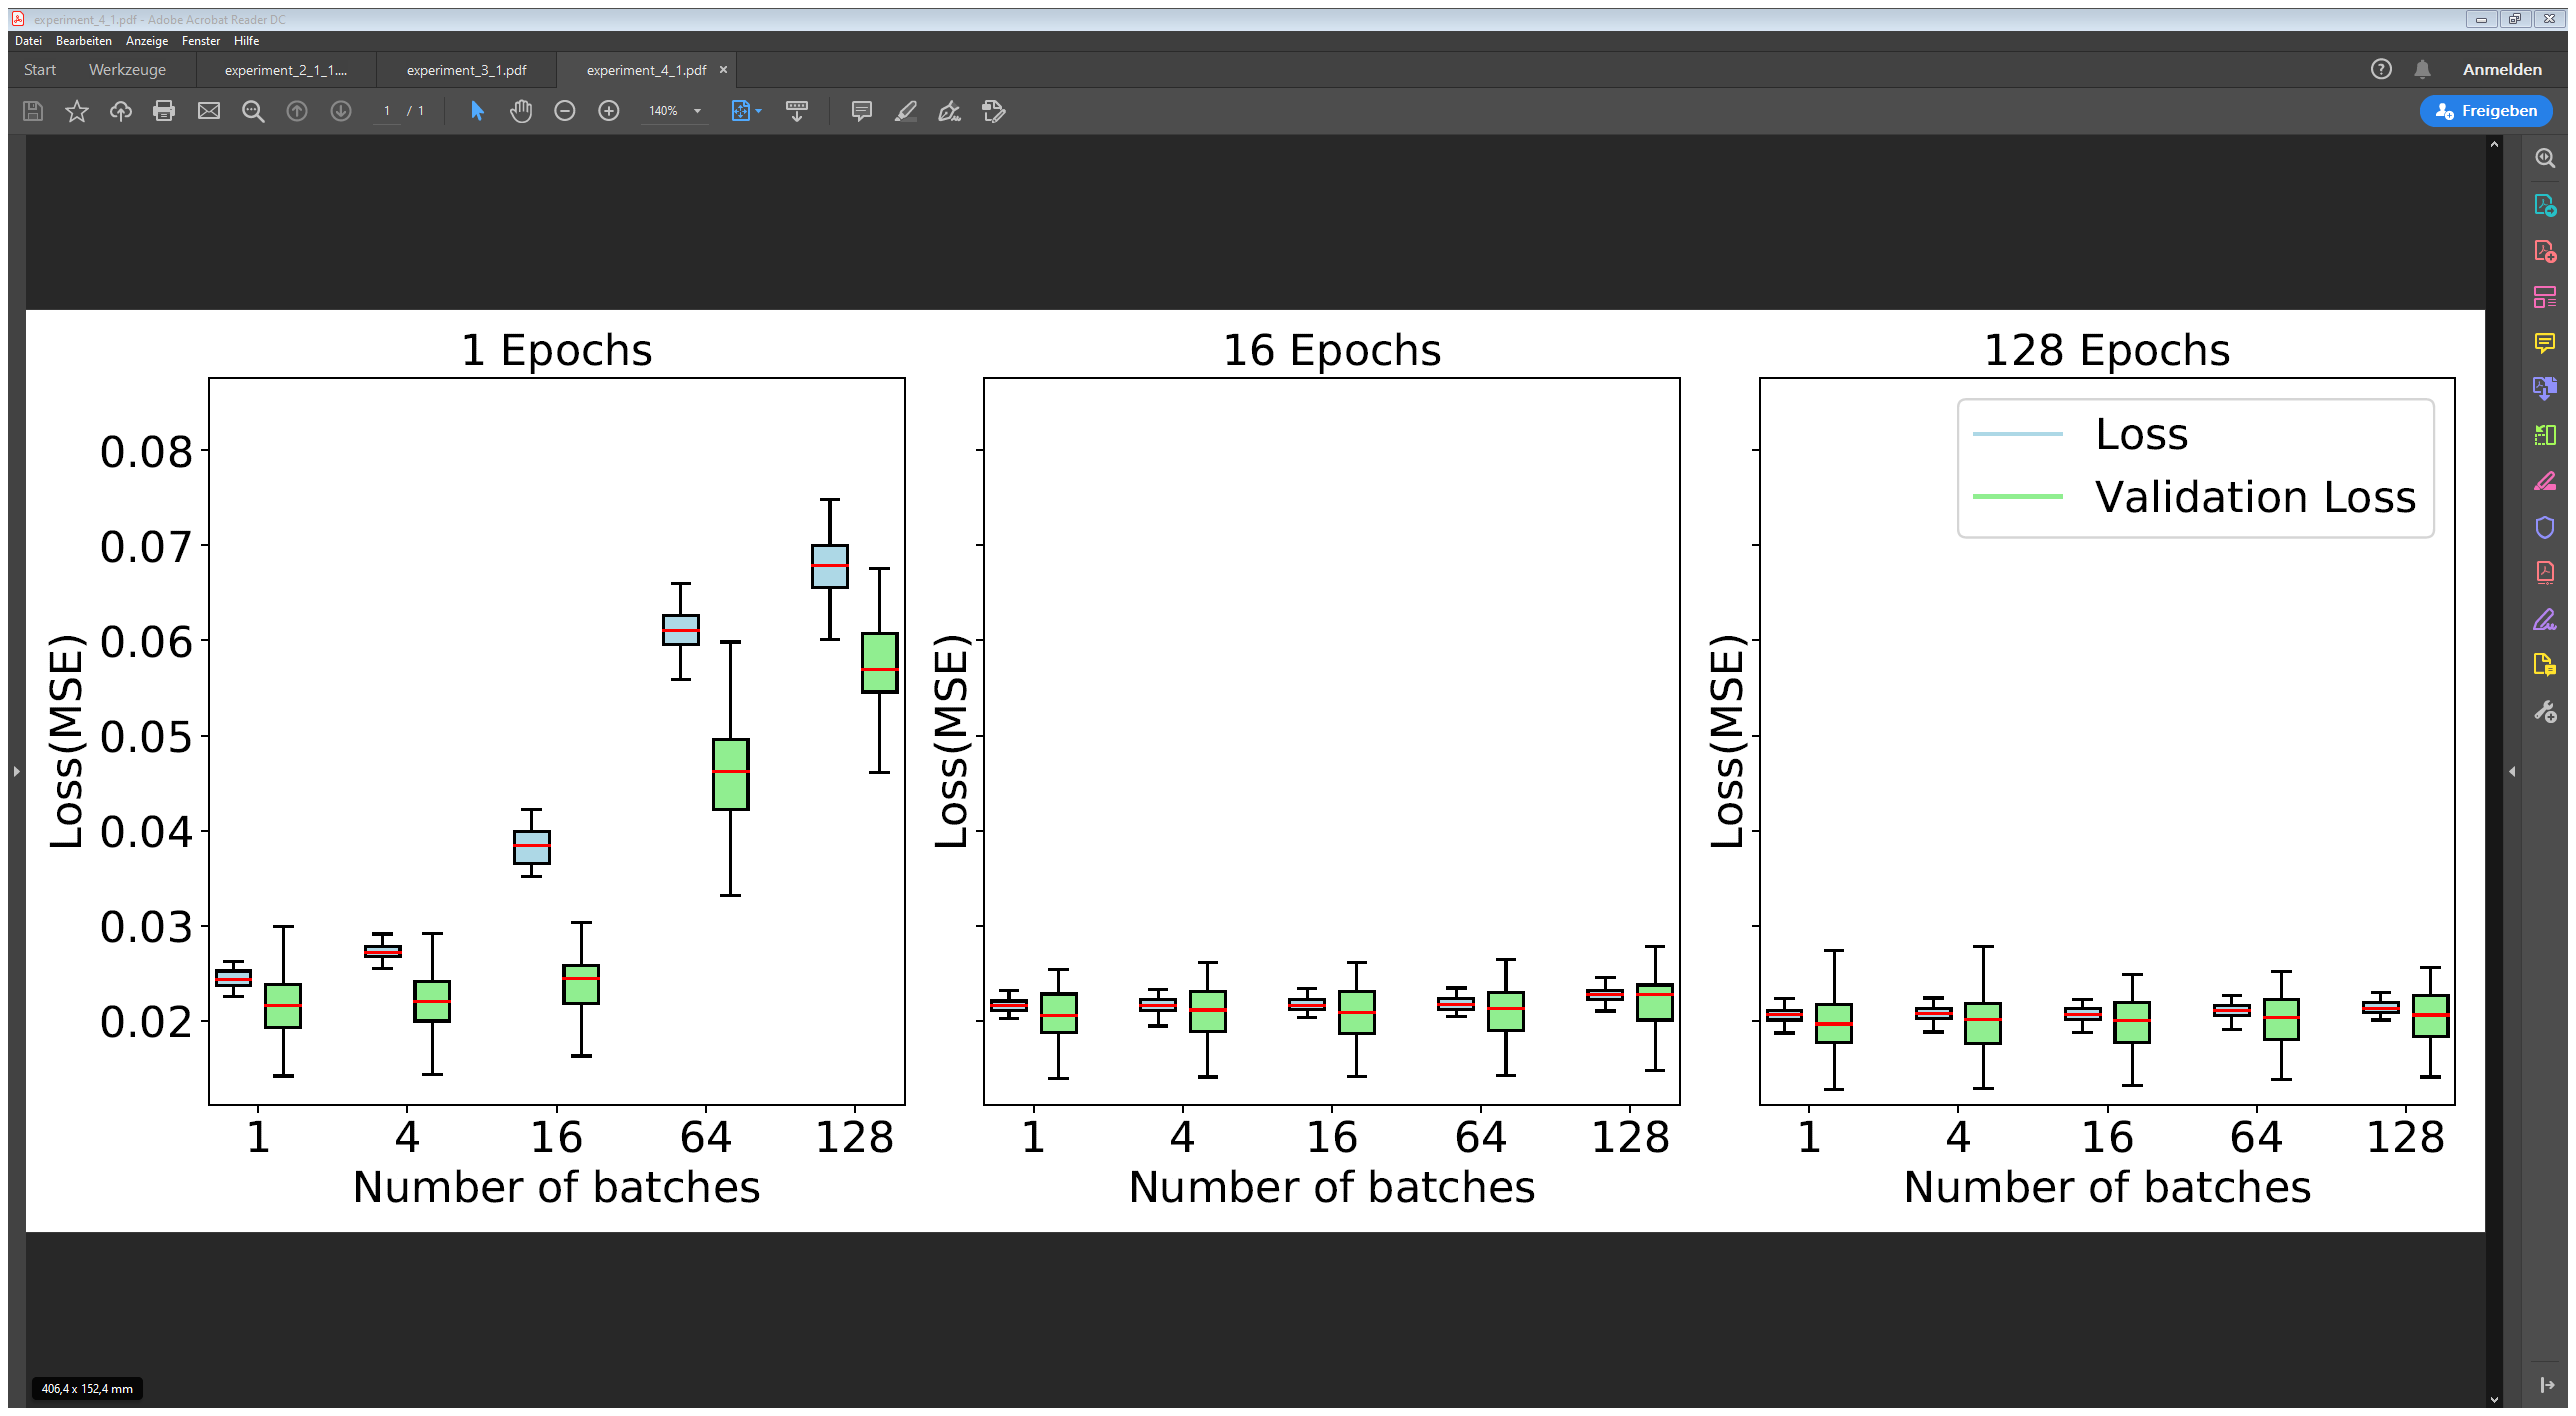 experiment_4_1.pdf - Adobe Acrobat Reader DC
Datei Bearbeiten Anzeige Fenster Hilfe
Start Werkzeuge experiment_2_1_1.... experiment_3_1.pdf experiment_4_1.pdf × Anmelden
1 / 1 140% Freigeben
1 Epochs
0.08
0.07
0.06
0.05
0.04
0.03
0.02
Loss(MSE)
1 4 16 64 128
Number of batches
16 Epochs
Loss(MSE)
1 4 16 64 128
Number of batches
128 Epochs
Loss
Validation Loss
Loss(MSE)
1 4 16 64 128
Number of batches
406,4 x 152,4 mm